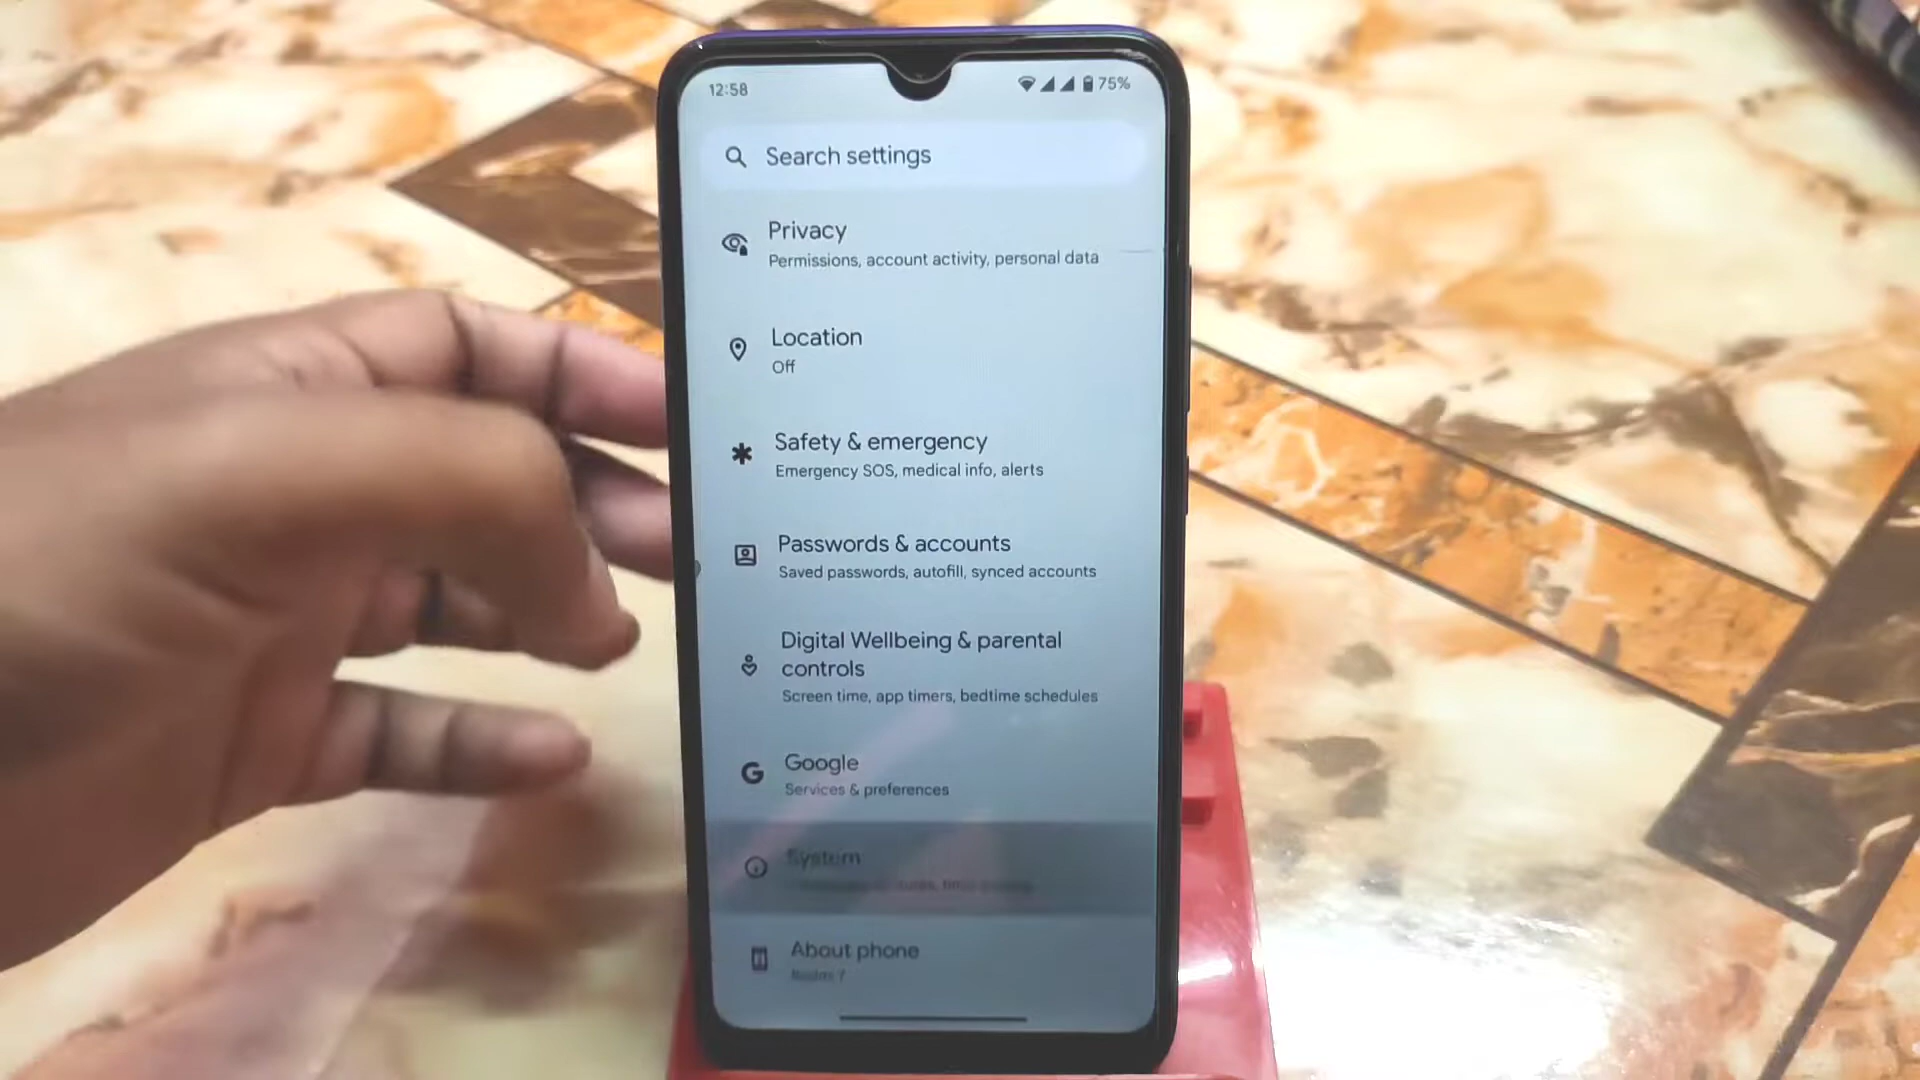 12:58
75%
Search settings
Privacy
Permissions, account activity, personal data
Location
Off
Safety & emergency
Emergency SOS, medical info, alerts
Passwords & accounts
Saved passwords, autofill, synced accounts
Digital Wellbeing & parental
controls
Screen time, app timers, bedtime schedules
Google
Services & preferences
System
About phone